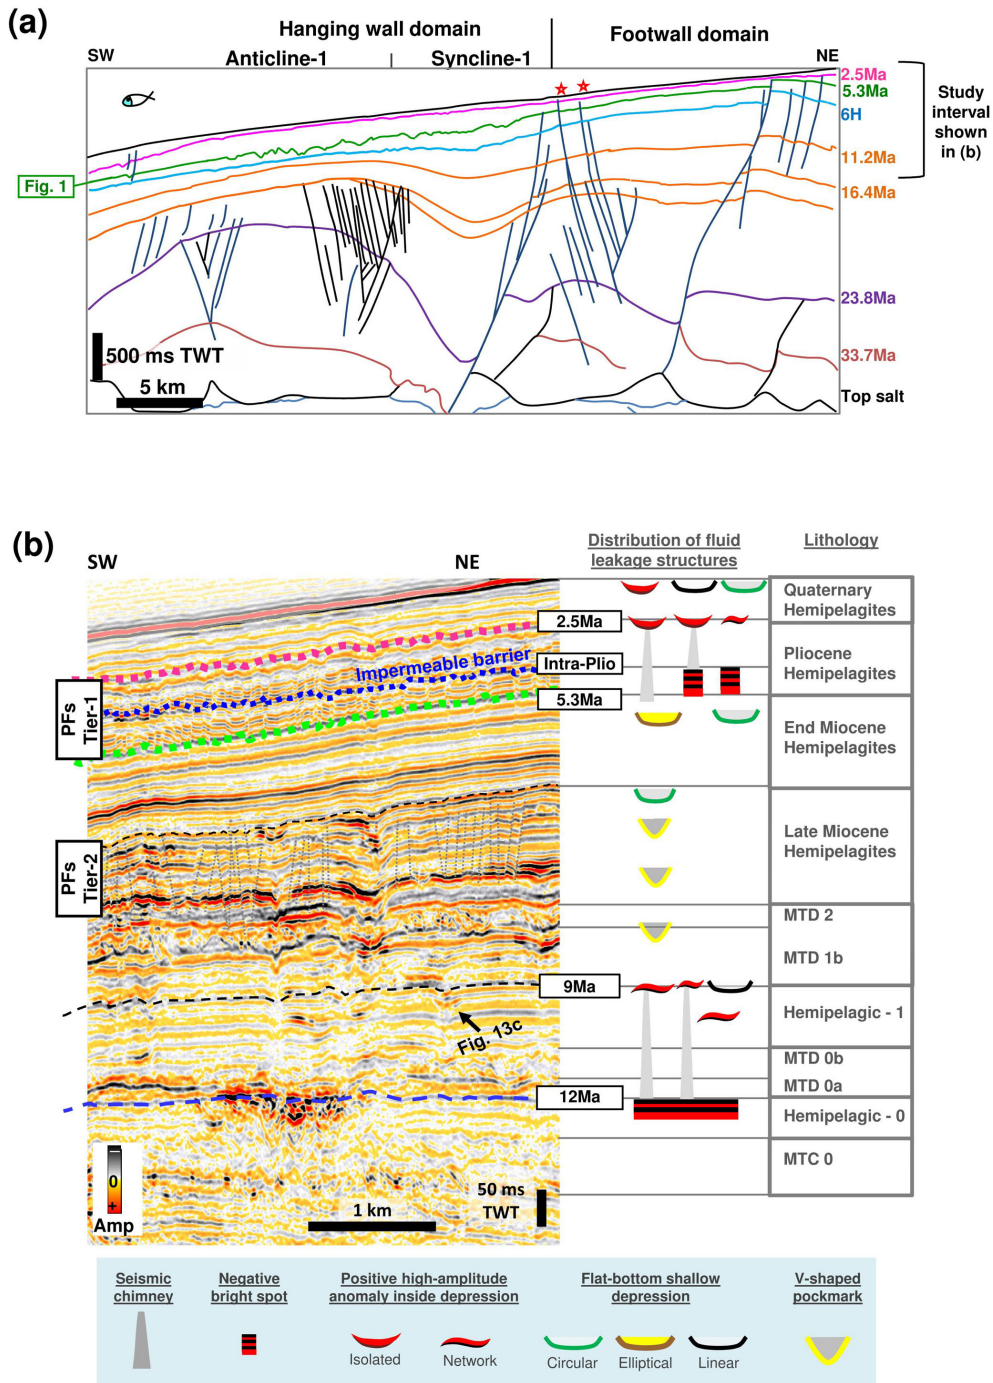 (a)
Hanging wall domain
Footwall domain
SW
Anticline-1
Syncline-1
NE
2.5Ma
5.3Ma
6H
11.2Ma
16.4Ma
23.8Ma
33.7Ma
Top salt
Study
interval
shown
in (b)
Fig. 1
500 ms TWT
5 km
(b)
SW
NE
Distribution of fluid
leakage structures
Lithology
2.5Ma
Intra-Plio
5.3Ma
9Ma
12Ma
Impermeable barrier
PFs
Tier-1
PFs
Tier-2
Fig. 13c
Quaternary
Hemipelagites
Pliocene
Hemipelagites
End Miocene
Hemipelagites
Late Miocene
Hemipelagites
MTD 2
MTD 1b
Hemipelagic - 1
MTD 0b
MTD 0a
Hemipelagic - 0
MTC 0
–
0
+
Amp
1 km
50 ms
TWT
Seismic
chimney
Negative
bright spot
Positive high-amplitude
anomaly inside depression
Isolated
Network
Flat-bottom shallow
depression
Circular
Elliptical
Linear
V-shaped
pockmark